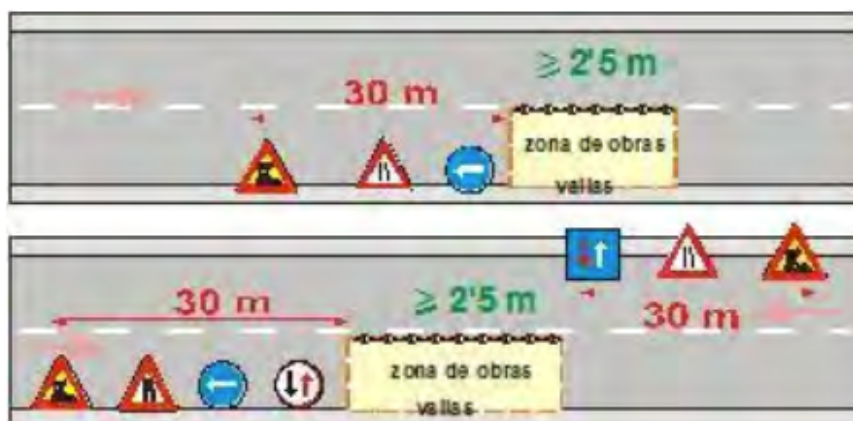 ≥ 2'5 m
30 m
zona de obras
vallas
30 m
≥ 2'5 m
30 m
zona de obras
vallas